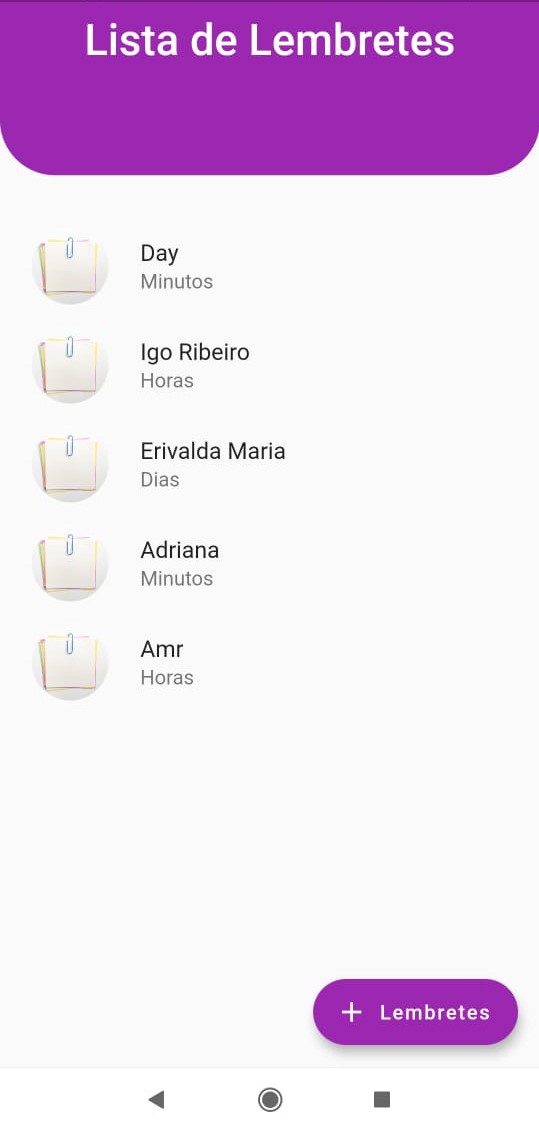 Lista de Lembretes
Day
Minutos
Igo Ribeiro
Horas
Erivalda Maria
Dias
Adriana
Minutos
Amr
Horas
+ Lembretes